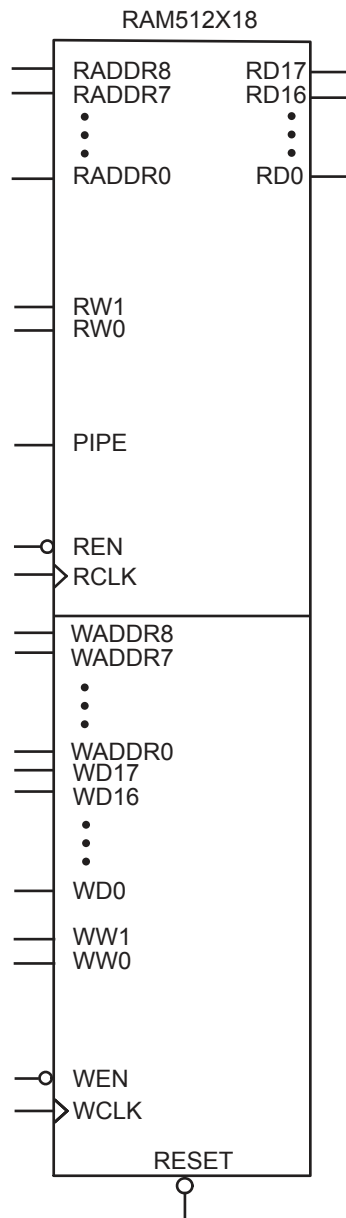 RAM512X18
RADDR8 RD17
RADDR7 RD16
RADDR0 RD0
RW1
RW0
PIPE
REN
RCLK
WADDR8
WADDR7
WADDR0
WD17
WD16
WD0
WW1
WW0
WEN
WCLK
RESET